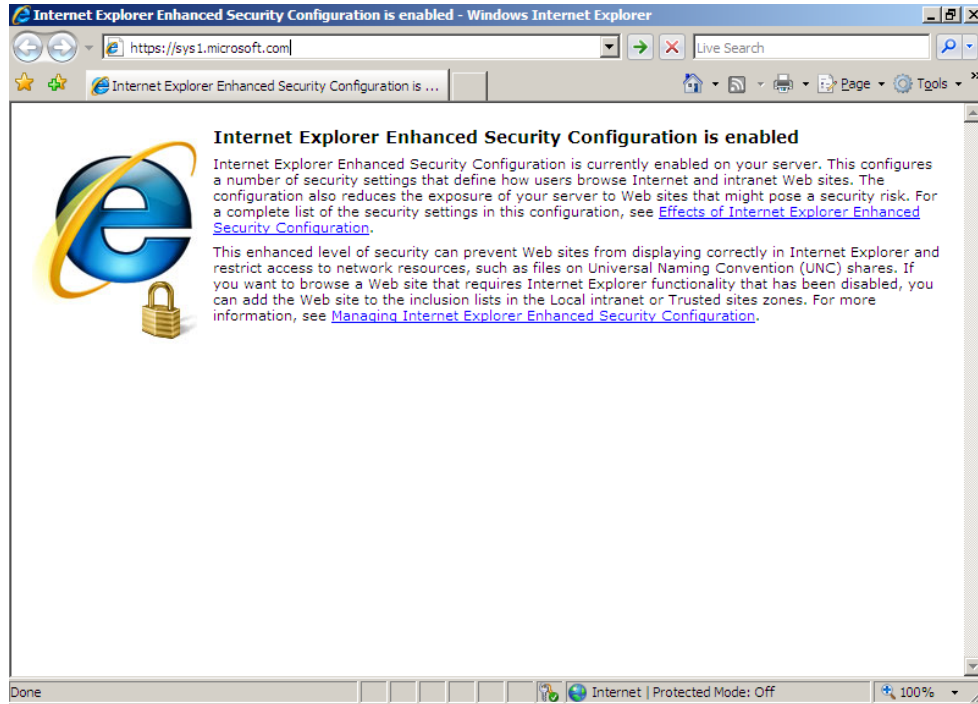 Internet Explorer Enhanced Security Configuration is enabled - Windows Internet Explorer
https://sys1.microsoft.com
Live Search
Internet Explorer Enhanced Security Configuration is ...
Page
Tools
Internet Explorer Enhanced Security Configuration is enabled
Internet Explorer Enhanced Security Configuration is currently enabled on your server. This configures
a number of security settings that define how users browse Internet and intranet Web sites. The
configuration also reduces the exposure of your server to Web sites that might pose a security risk. For
a complete list of the security settings in this configuration, see Effects of Internet Explorer Enhanced
Security Configuration.
This enhanced level of security can prevent Web sites from displaying correctly in Internet Explorer and
restrict access to network resources, such as files on Universal Naming Convention (UNC) shares. If
you want to browse a Web site that requires Internet Explorer functionality that has been disabled, you
can add the Web site to the inclusion lists in the Local intranet or Trusted sites zones. For more
information, see Managing Internet Explorer Enhanced Security Configuration.
Done
Internet | Protected Mode: Off
100%